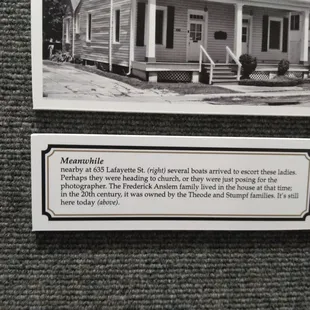 Meanwhile
nearby at 635 Lafayette St. (right) several boats arrived to escort these ladies.
Perhaps they were heading to church, or they were just posing for the
photographer. The Frederick Anslem family lived in the house at that time;
in the 20th century, it was owned by the Theode and Stumpf families. It's still
here today (above).